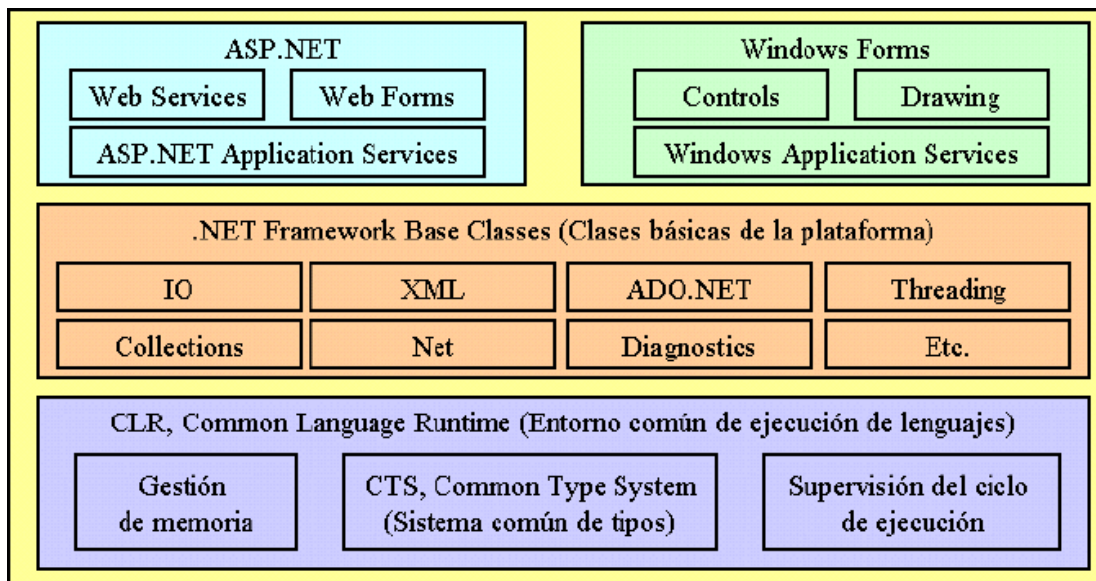 ASP.NET
Web Services
Web Forms
ASP.NET Application Services
Windows Forms
Controls
Drawing
Windows Application Services
.NET Framework Base Classes (Clases básicas de la plataforma)
IO
XML
ADO.NET
Threading
Collections
Net
Diagnostics
Etc.
CLR, Common Language Runtime (Entorno común de ejecución de lenguajes)
Gestión
de memoria
CTS, Common Type System
(Sistema común de tipos)
Supervisión del ciclo
de ejecución